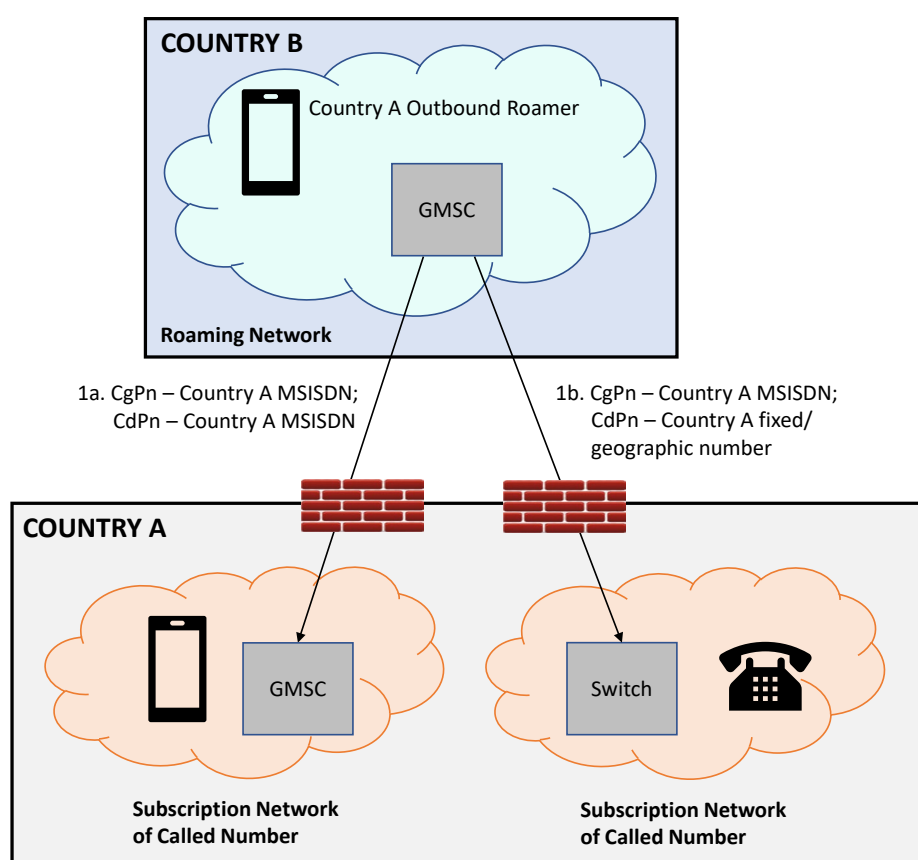 COUNTRY B
Country A Outbound Roamer
GMSC
Roaming Network
1a. CgPn – Country A MSISDN;
CdPn – Country A MSISDN
1b. CgPn – Country A MSISDN;
CdPn – Country A fixed/
geographic number
COUNTRY A
GMSC
Switch
Subscription Network
of Called Number
Subscription Network
of Called Number